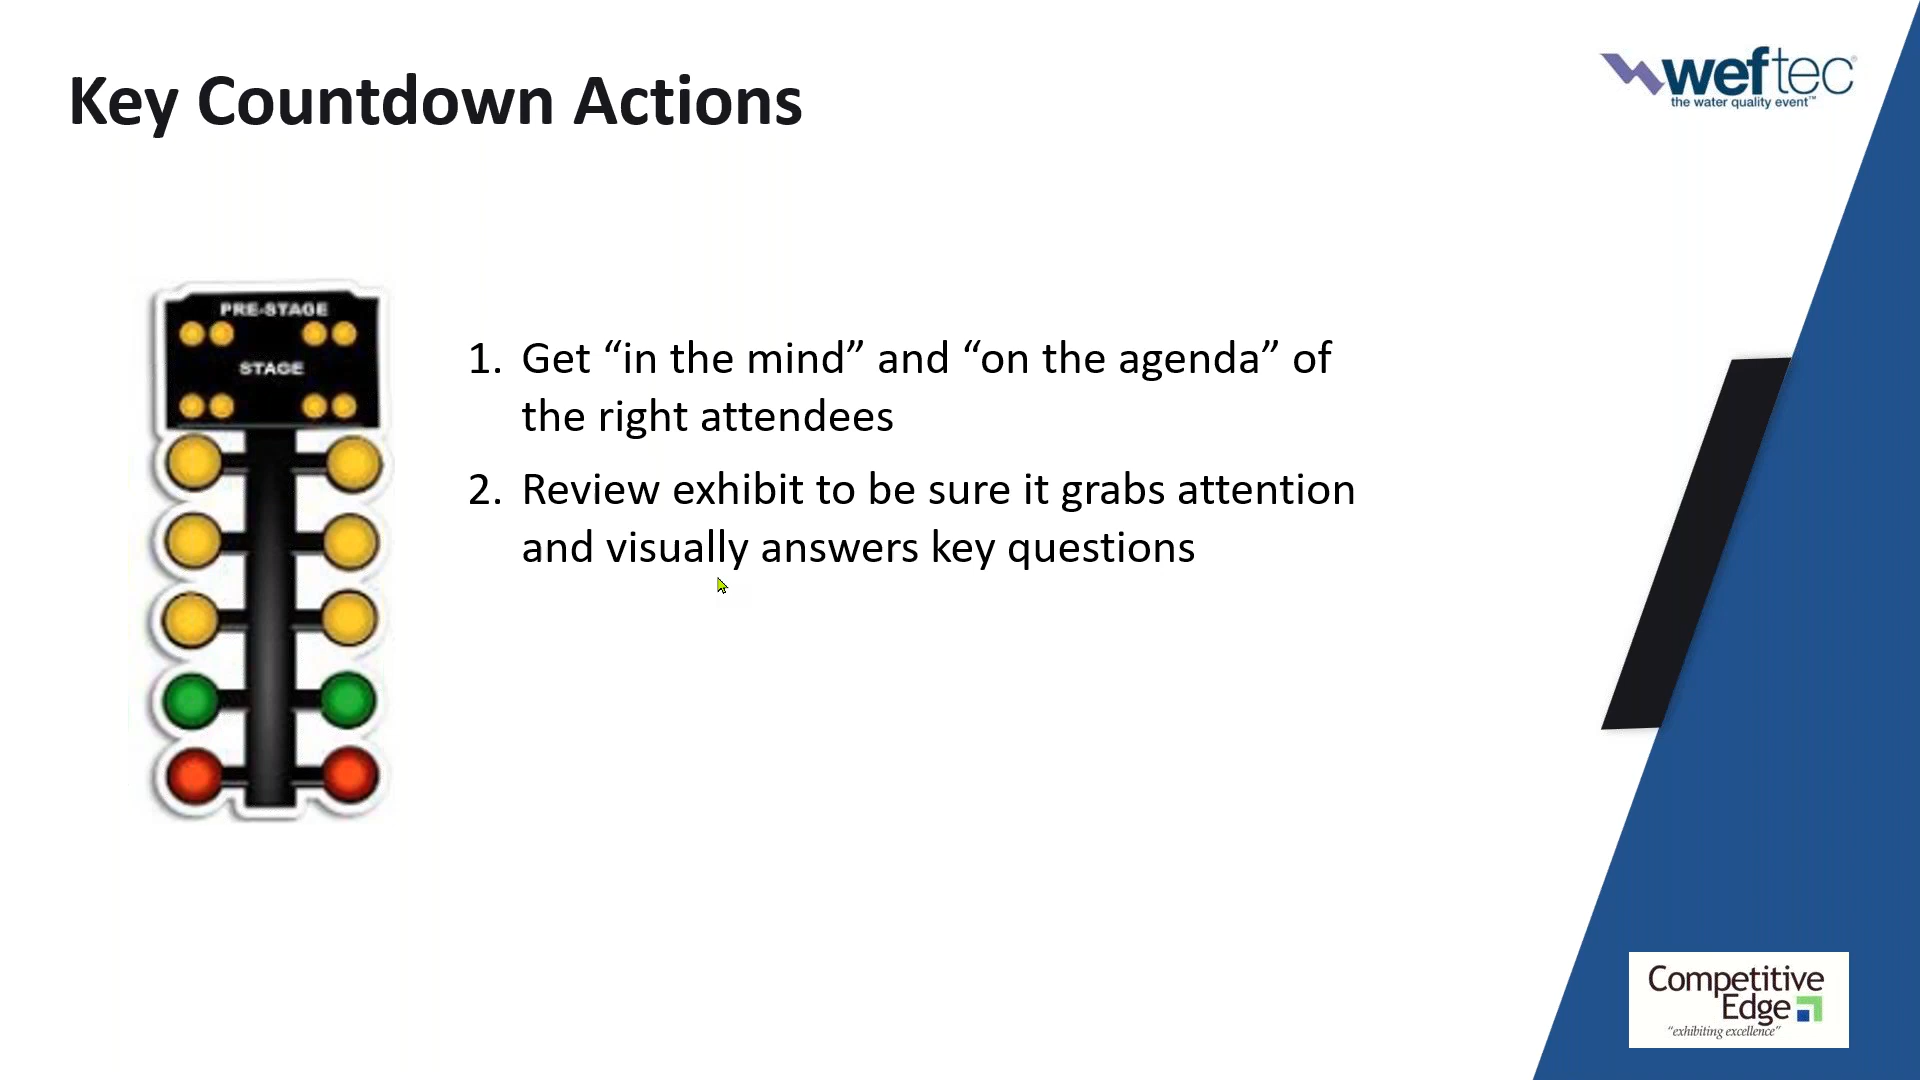 Key Countdown Actions
weftec®
the water quality event™
PRE-STAGE
STAGE
1. Get “in the mind” and “on the agenda” of
the right attendees
2. Review exhibit to be sure it grabs attention
and visually answers key questions
Competitive
Edge
“exhibiting excellence”